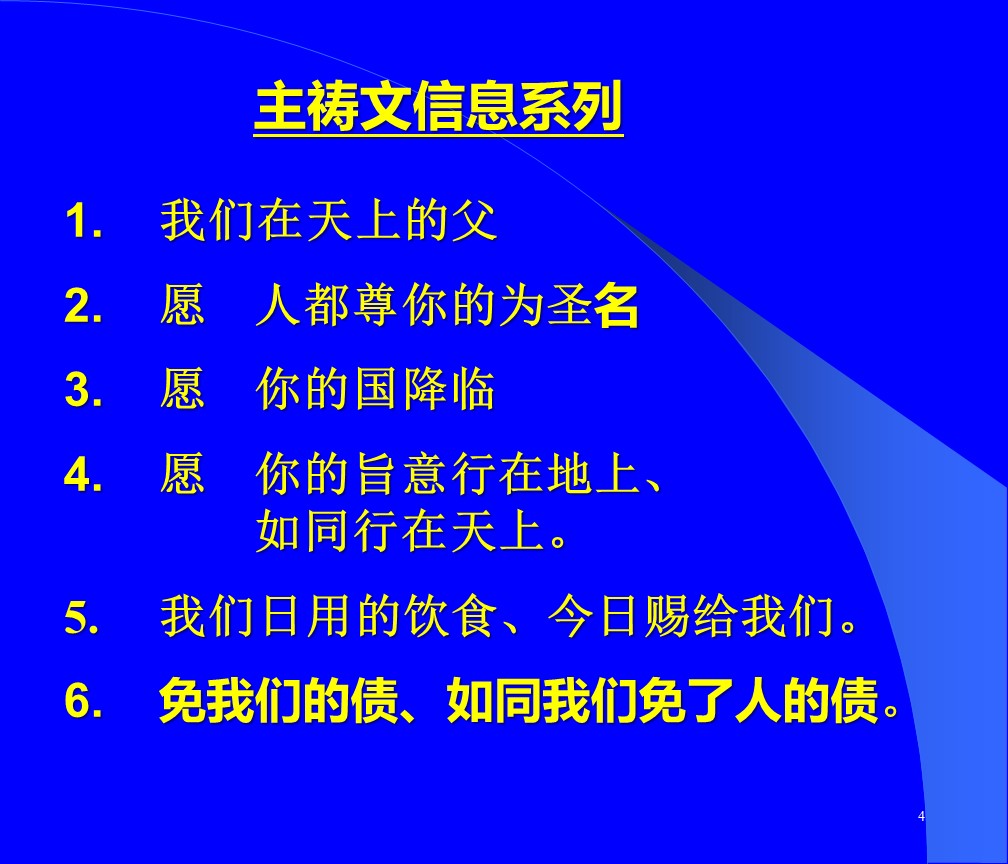 主祷文信息系列
1. 我们在天上的父
2. 愿 人都尊你的为圣名
3. 愿 你的国降临
4. 愿 你的旨意行在地上、
如同行在天上。
5. 我们日用的饮食、今日赐给我们。
6. 免我们的债、如同我们免了人的债。
4